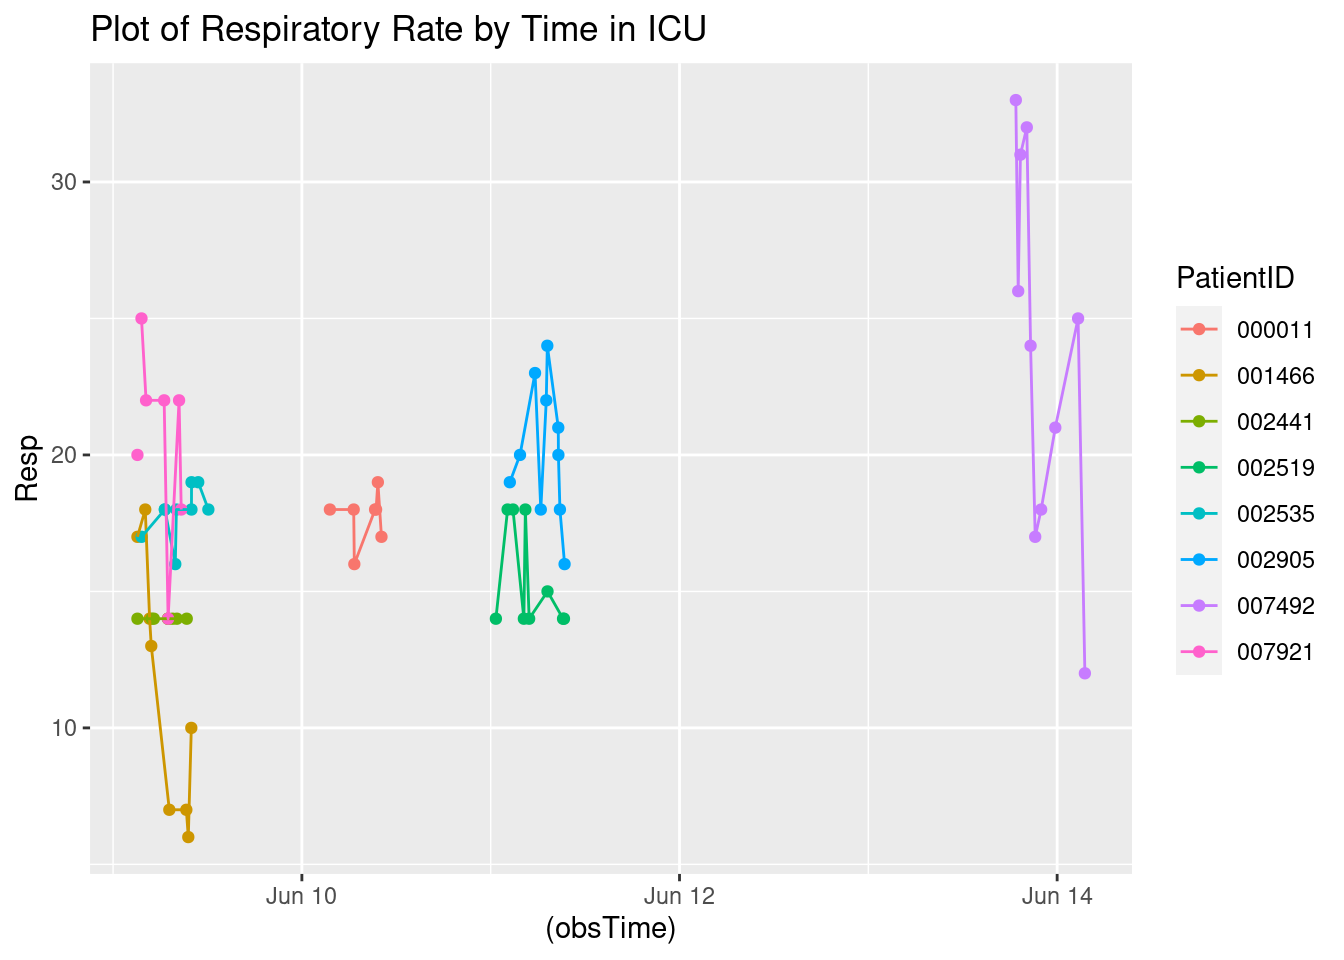 Plot of Respiratory Rate by Time in ICU
Resp
30
20
10
Jun 10
Jun 12
Jun 14
(obsTime)
PatientID
000011
001466
002441
002519
002535
002905
007492
007921